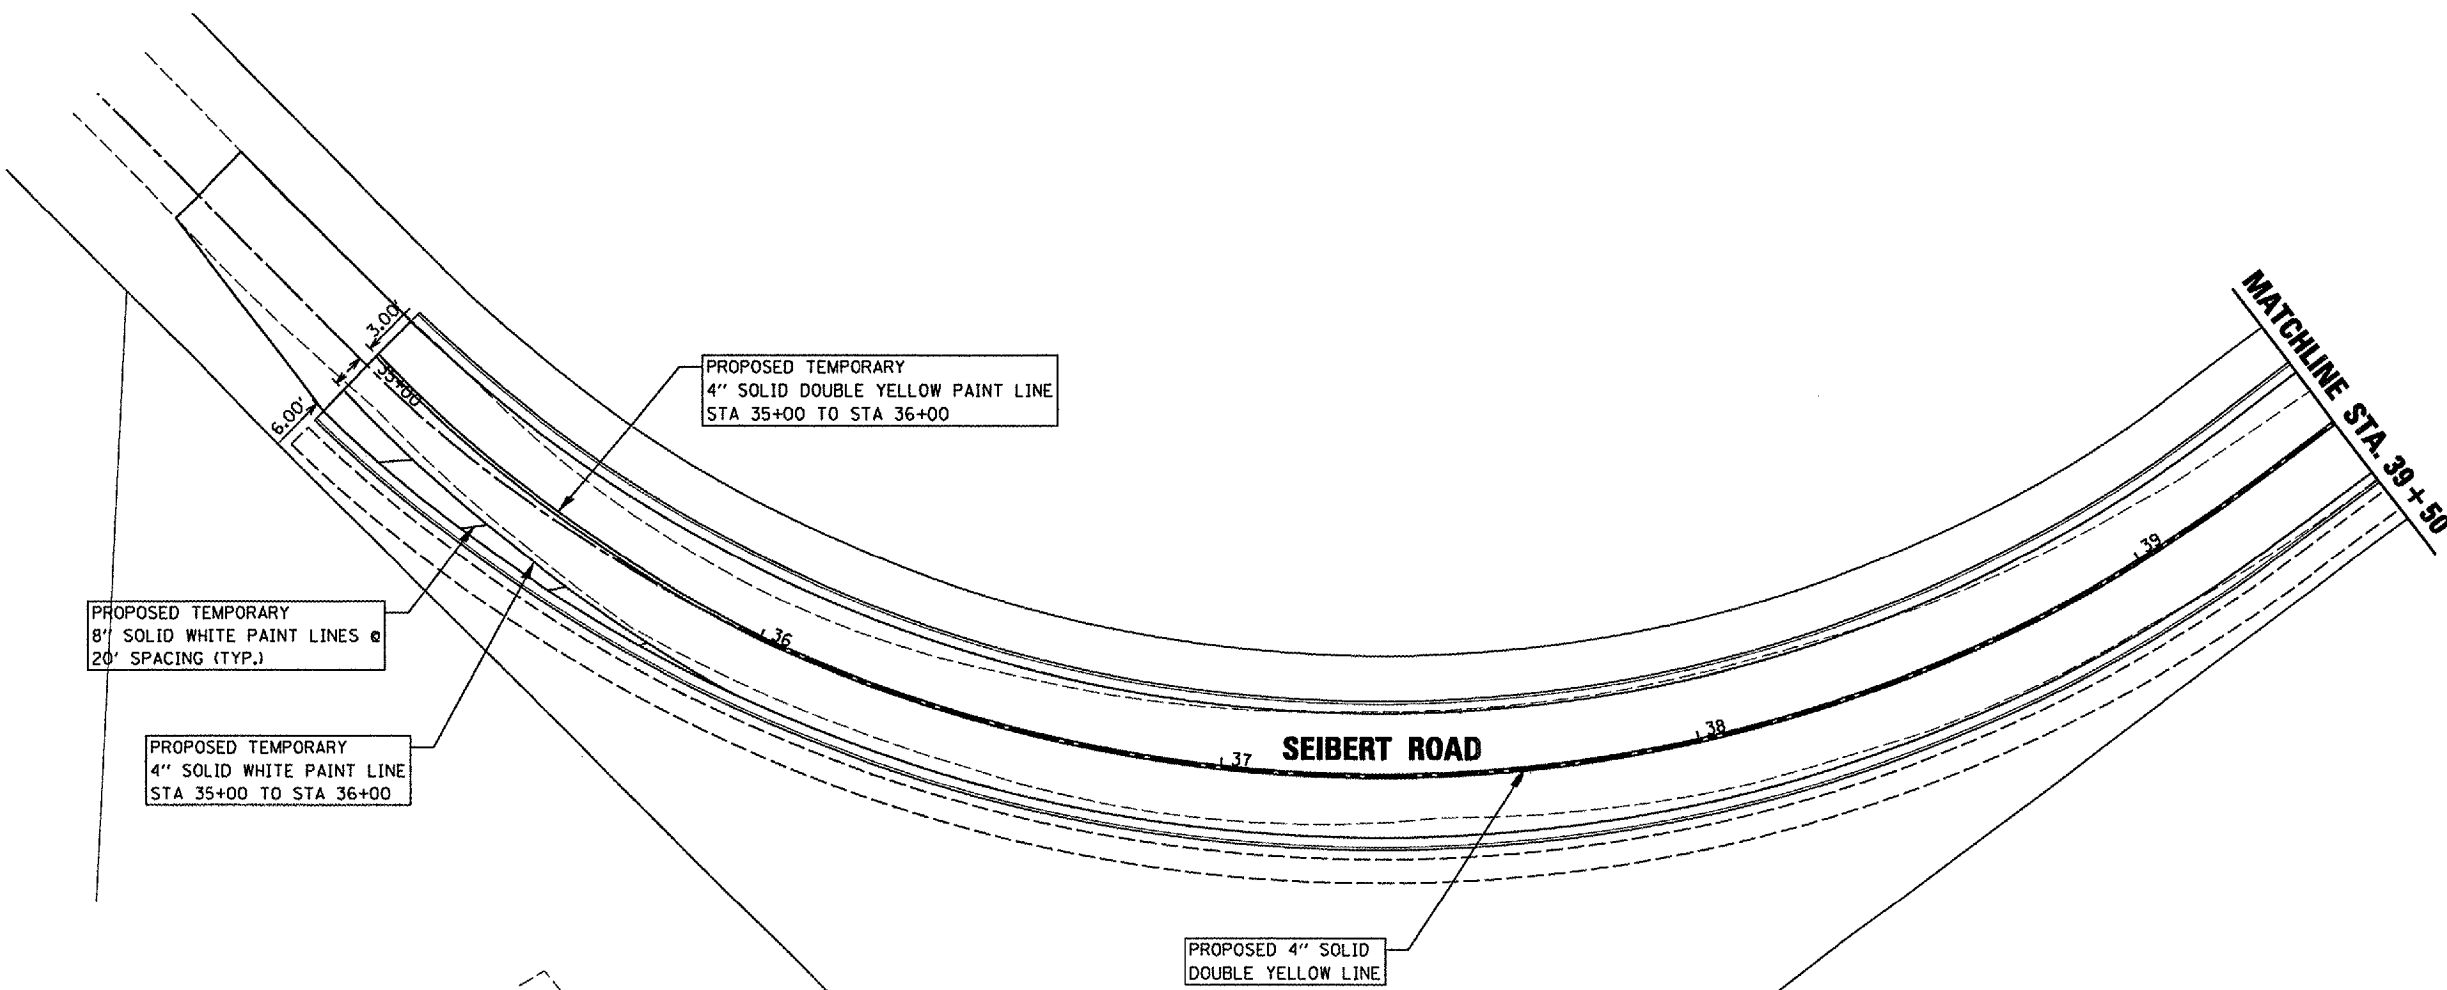 MATCHLINE STA. 39+50
3.00'
35+00
6.00'
PROPOSED TEMPORARY
4" SOLID DOUBLE YELLOW PAINT LINE
STA 35+00 TO STA 36+00
PROPOSED TEMPORARY
8" SOLID WHITE PAINT LINES @
20' SPACING (TYP.)
PROPOSED TEMPORARY
4" SOLID WHITE PAINT LINE
STA 35+00 TO STA 36+00
36
37
SEIBERT ROAD
38
39
PROPOSED 4" SOLID
DOUBLE YELLOW LINE